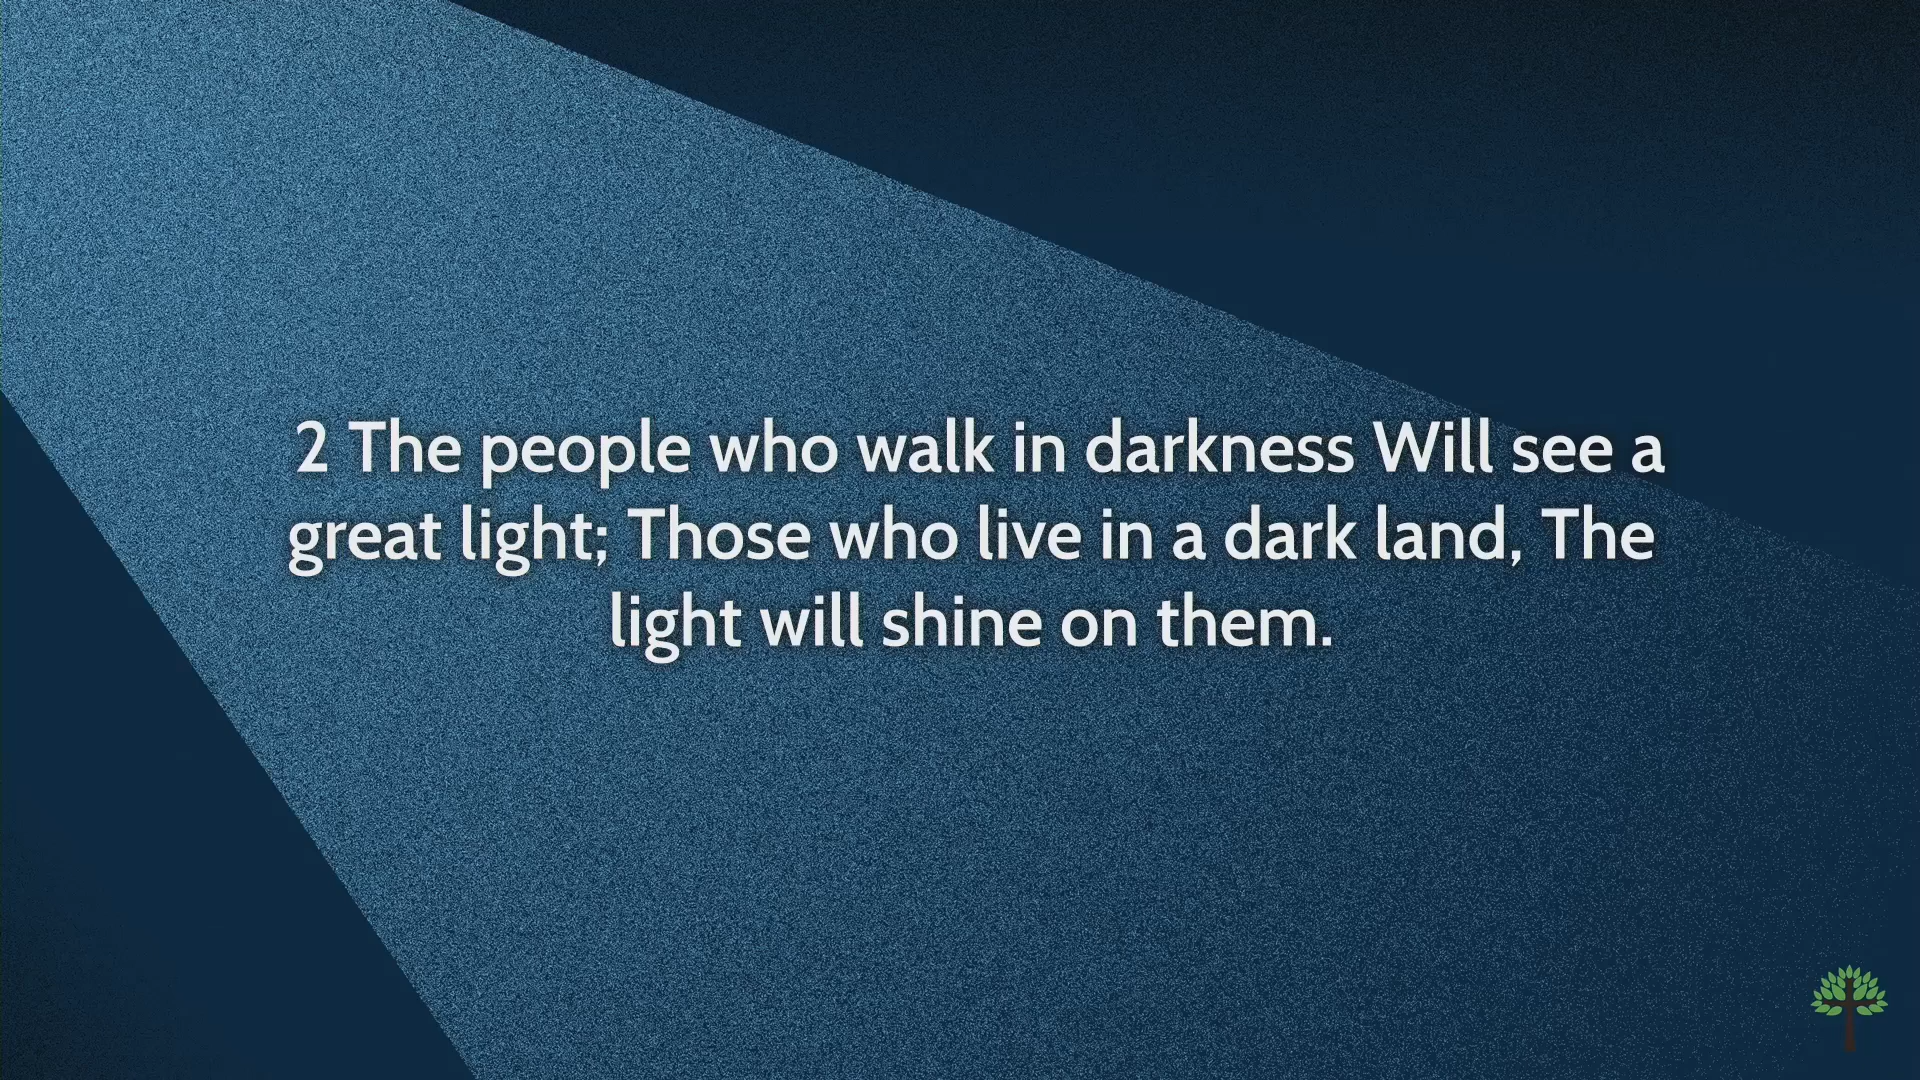 2 The people who walk in darkness Will see a
great light; Those who live in a dark land, The
light will shine on them.